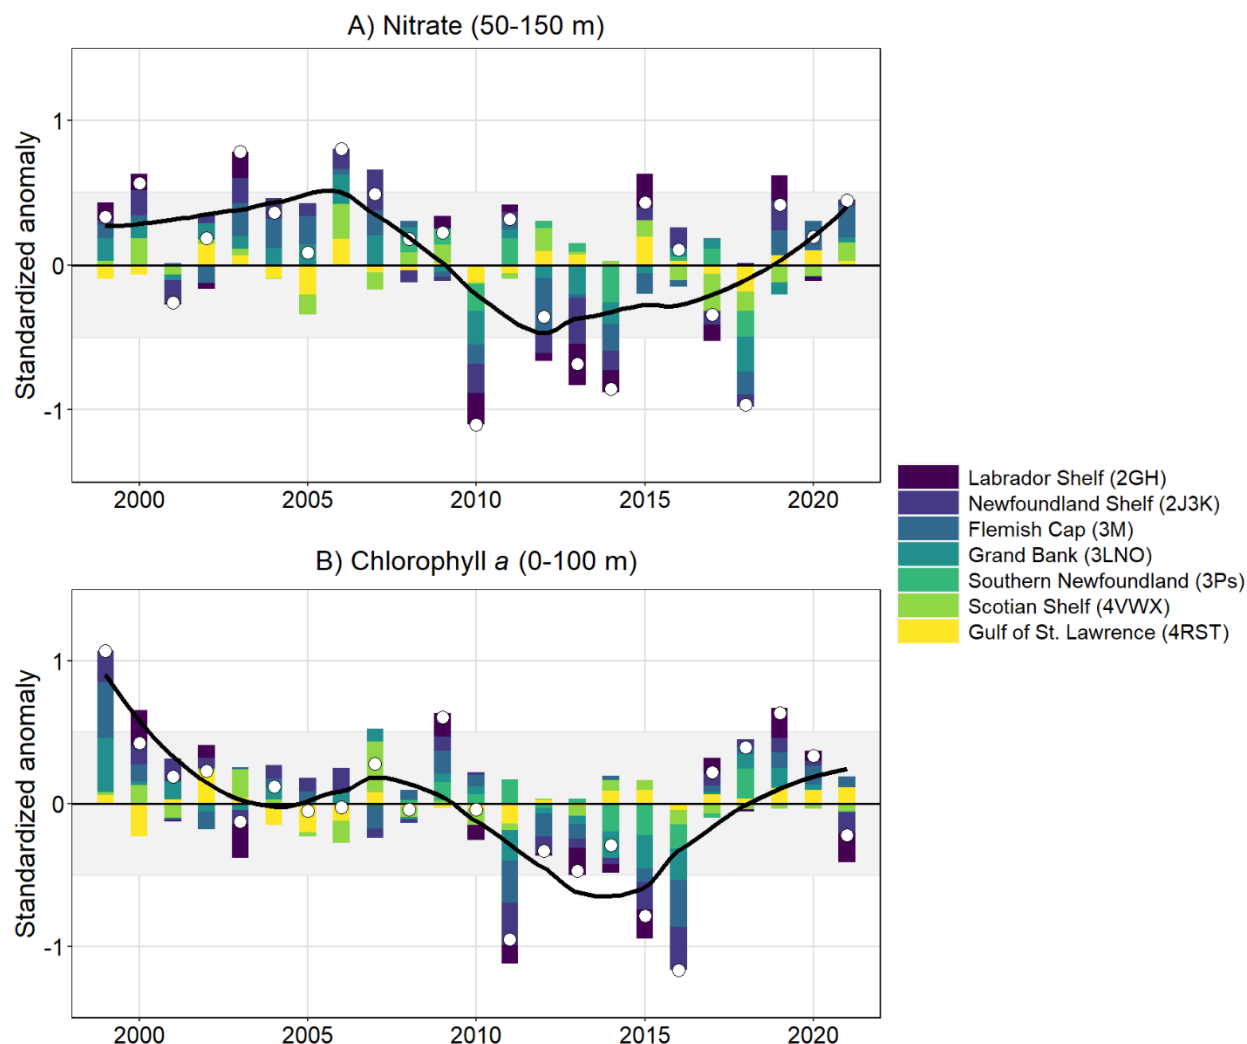 A) Nitrate (50-150 m)
Standardized anomaly
1
0
-1
2000 2005 2010 2015 2020
Labrador Shelf (2GH)
Newfoundland Shelf (2J3K)
Flemish Cap (3M)
Grand Bank (3LNO)
Southern Newfoundland (3Ps)
Scotian Shelf (4VWX)
Gulf of St. Lawrence (4RST)
B) Chlorophyll a (0-100 m)
Standardized anomaly
1
0
-1
2000 2005 2010 2015 2020